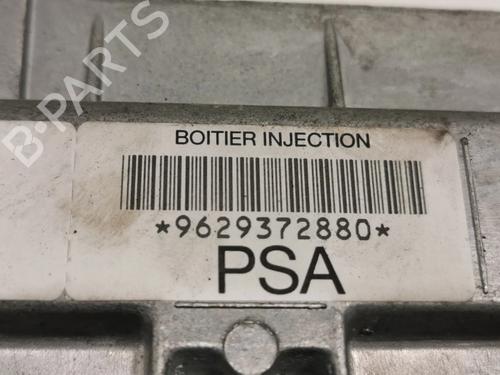 B-PARTS
BOITIER INJECTION
*9629372880*
PSA